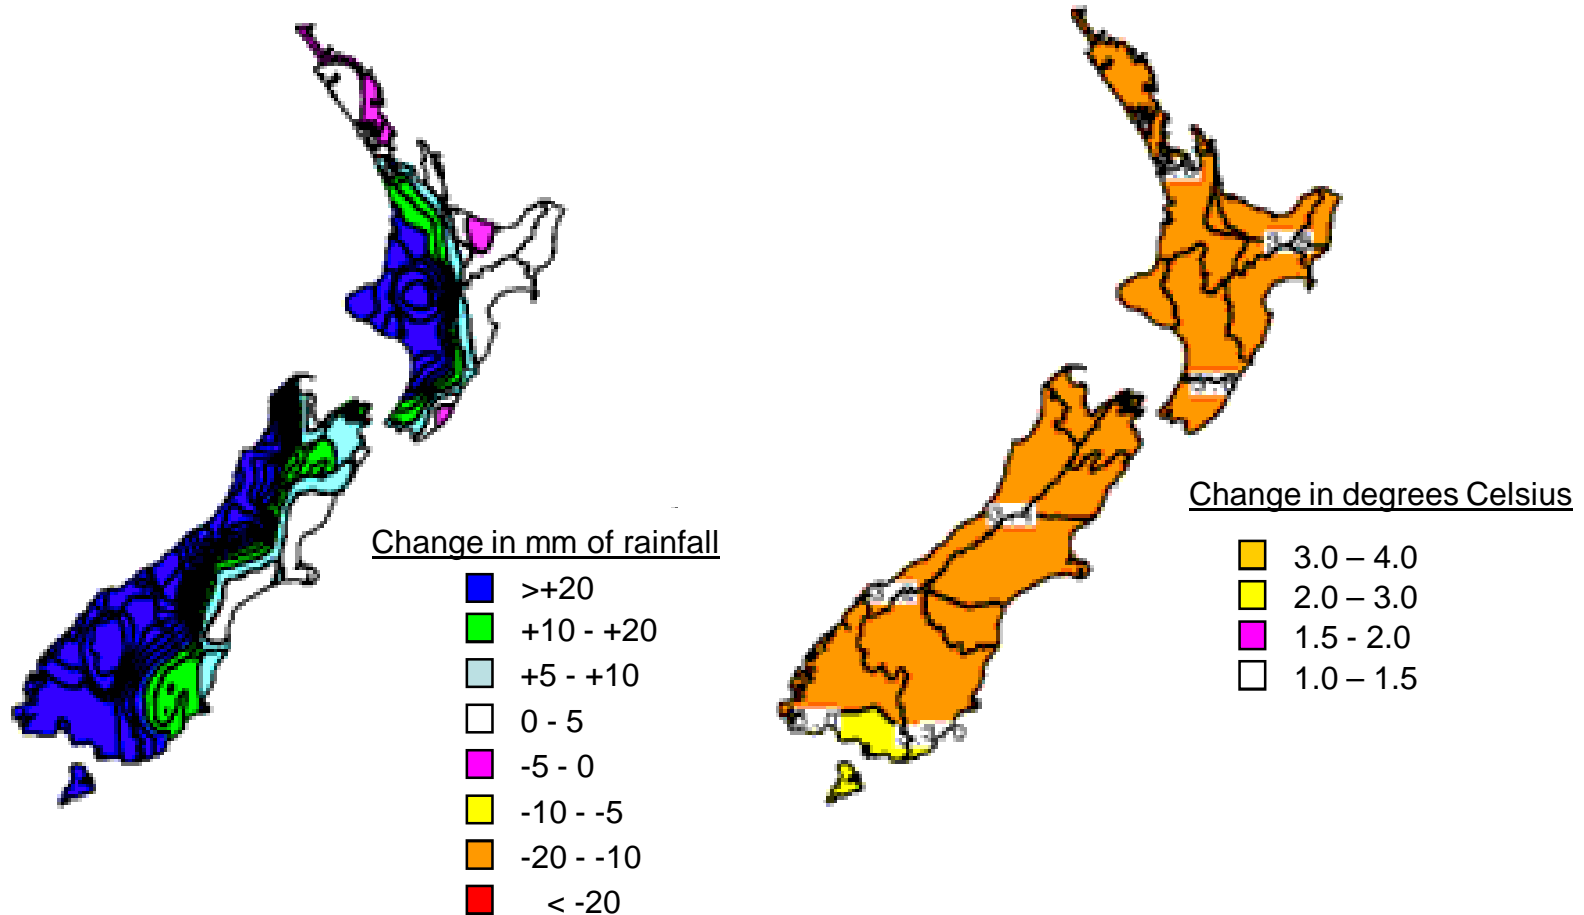 Change in mm of rainfall
>+20
+10 - +20
+5 - +10
0 - 5
-5 - 0
-10 - -5
-20 - -10
< -20
Change in degrees Celsius
3.0 – 4.0
2.0 – 3.0
1.5 - 2.0
1.0 – 1.5